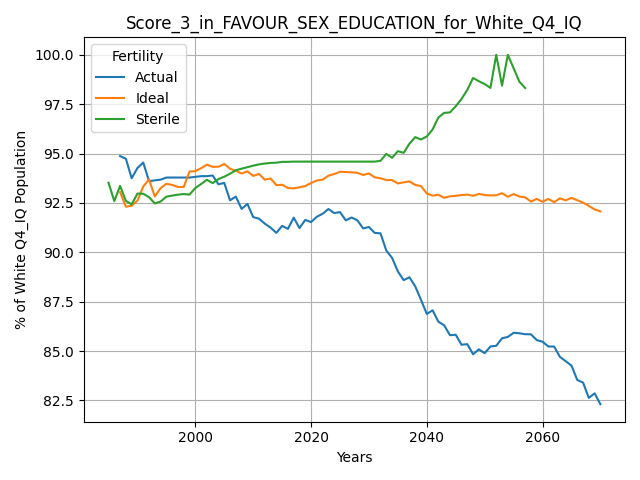 Score_3_in_FAVOUR_SEX_EDUCATION_for_White_Q4_IQ
% of White Q4_IQ Population
100.0
97.5
95.0
92.5
90.0
87.5
85.0
82.5
Fertility
Actual
Ideal
Sterile
2000
2020
2040
2060
Years